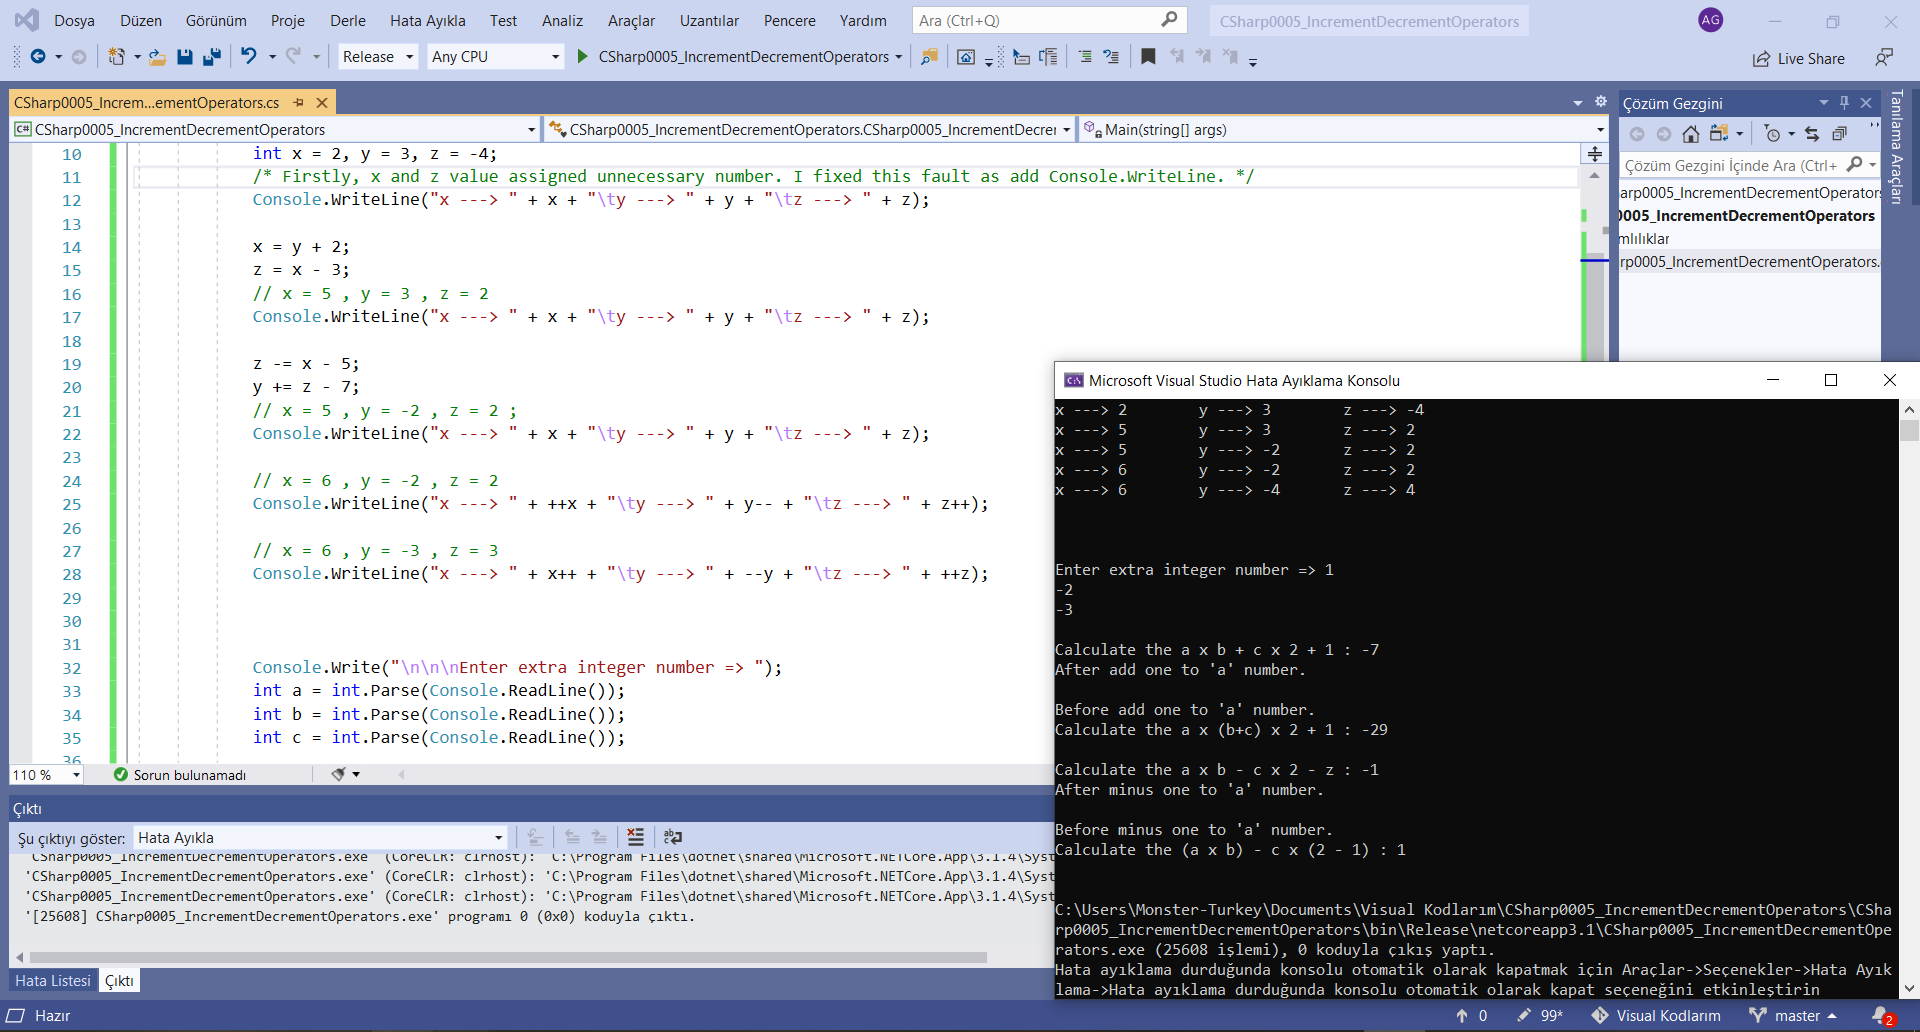 Dosya Düzen Görünüm Proje Derle Hata Ayıkla Test Analiz Araçlar Uzantılar Pencere Yardım Ara (Ctrl+Q) CSharp0005_IncrementDecrementOperators AG
Release Any CPU CSharp0005_IncrementDecrementOperators Live Share
CSharp0005_Increm...ementOperators.cs
C# CSharp0005_IncrementDecrementOperators CSharp0005_IncrementDecrementOperators.CSharp0005_IncrementDecrer Main(string[] args)
10 int x = 2, y = 3, z = -4;
11 /* Firstly, x and z value assigned unnecessary number. I fixed this fault as add Console.WriteLine. */
12 Console.WriteLine("x ---> " + x + "\ty ---> " + y + "\tz ---> " + z);
13
14 x = y + 2;
15 z = x - 3;
16 // x = 5 , y = 3 , z = 2
17 Console.WriteLine("x ---> " + x + "\ty ---> " + y + "\tz ---> " + z);
18
19 z -= x - 5;
20 y += z - 7;
21 // x = 5 , y = -2 , z = 2 ;
22 Console.WriteLine("x ---> " + x + "\ty ---> " + y + "\tz ---> " + z);
23
24 // x = 6 , y = -2 , z = 2
25 Console.WriteLine("x ---> " + ++x + "\ty ---> " + y-- + "\tz ---> " + z++);
26
27 // x = 6 , y = -3 , z = 3
28 Console.WriteLine("x ---> " + x++ + "\ty ---> " + --y + "\tz ---> " + ++z);
29
30
31
32 Console.Write("\n\n\nEnter extra integer number => ");
33 int a = int.Parse(Console.ReadLine());
34 int b = int.Parse(Console.ReadLine());
35 int c = int.Parse(Console.ReadLine());
36
110 % Sorun bulunamadı
Çıktı
Şu çıktıyı göster: Hata Ayıkla
'CSharp0005_IncrementDecrementOperators.exe' (CoreCLR: clrhost): 'C:\Program Files\dotnet\shared\Microsoft.NETCore.App\3.1.4\Syst
'CSharp0005_IncrementDecrementOperators.exe' (CoreCLR: clrhost): 'C:\Program Files\dotnet\shared\Microsoft.NETCore.App\3.1.4\Syst
'CSharp0005_IncrementDecrementOperators.exe' (CoreCLR: clrhost): 'C:\Program Files\dotnet\shared\Microsoft.NETCore.App\3.1.4\Syst
'[25608] CSharp0005_IncrementDecrementOperators.exe' programı 0 (0x0) koduyla çıktı.
Hata Listesi Çıktı
Çözüm Gezgini
Çözüm Gezgini İçinde Ara (Ctrl+
arp0005_IncrementDecrementOperators
0005_IncrementDecrementOperators
mlılıklar
rp0005_IncrementDecrementOperators.
Tanılama Araçları
Microsoft Visual Studio Hata Ayıklama Konsolu
x ---> 2 y ---> 3 z ---> -4
x ---> 5 y ---> 3 z ---> 2
x ---> 5 y ---> -2 z ---> 2
x ---> 6 y ---> -2 z ---> 2
x ---> 6 y ---> -4 z ---> 4
Enter extra integer number => 1
-2
-3
Calculate the a x b + c x 2 + 1 : -7
After add one to 'a' number.
Before add one to 'a' number.
Calculate the a x (b+c) x 2 + 1 : -29
Calculate the a x b - c x 2 - z : -1
After minus one to 'a' number.
Before minus one to 'a' number.
Calculate the (a x b) - c x (2 - 1) : 1
C:\Users\Monster-Turkey\Documents\Visual Kodlarım\CSharp0005_IncrementDecrementOperators\CSha
rp0005_IncrementDecrementOperators\bin\Release\netcoreapp3.1\CSharp0005_IncrementDecrementOpe
rators.exe (25608 işlemi), 0 koduyla çıkış yaptı.
Hata ayıklama durduğunda konsolu otomatik olarak kapatmak için Araçlar->Seçenekler->Hata Ayık
lama->Hata ayıklama durduğunda konsolu otomatik olarak kapat seçeneğini etkinleştirin
Hazır 0 99* Visual Kodlarım master 2